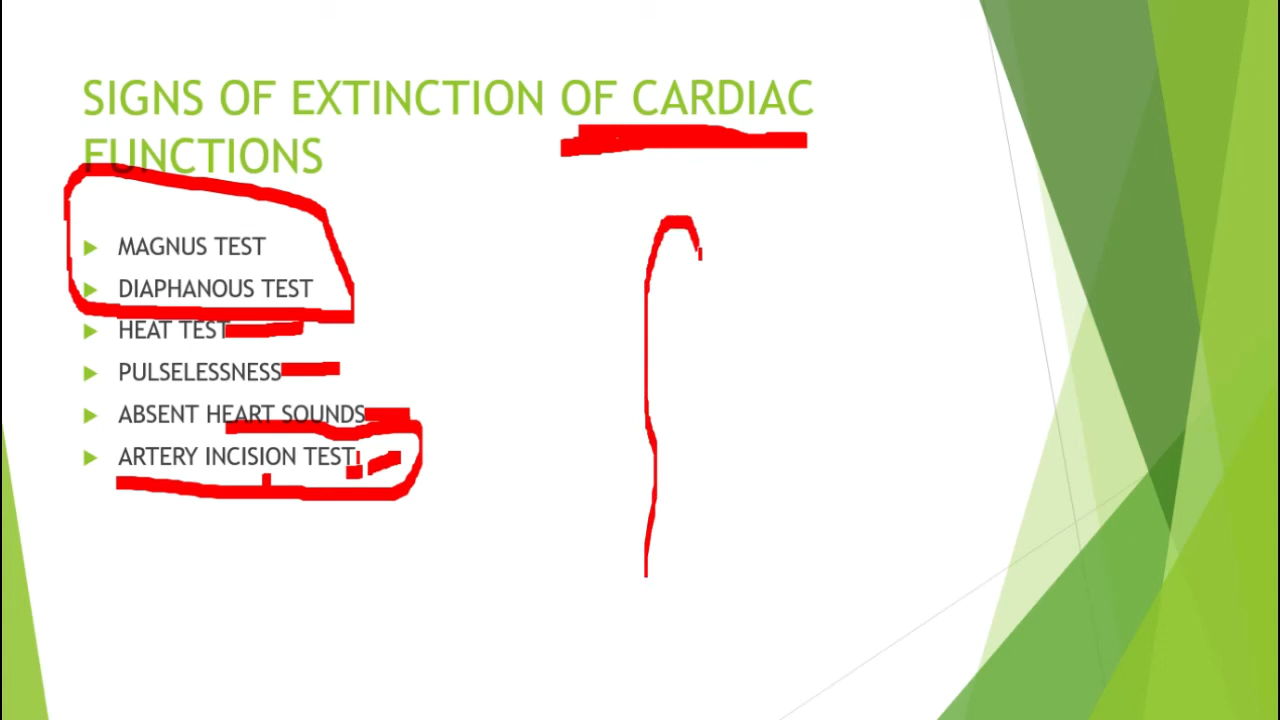 SIGNS OF EXTINCTION OF CARDIAC
FUNCTIONS
MAGNUS TEST
DIAPHANOUS TEST
HEAT TEST
PULSELESSNESS
ABSENT HEART SOUNDS
ARTERY INCISION TEST